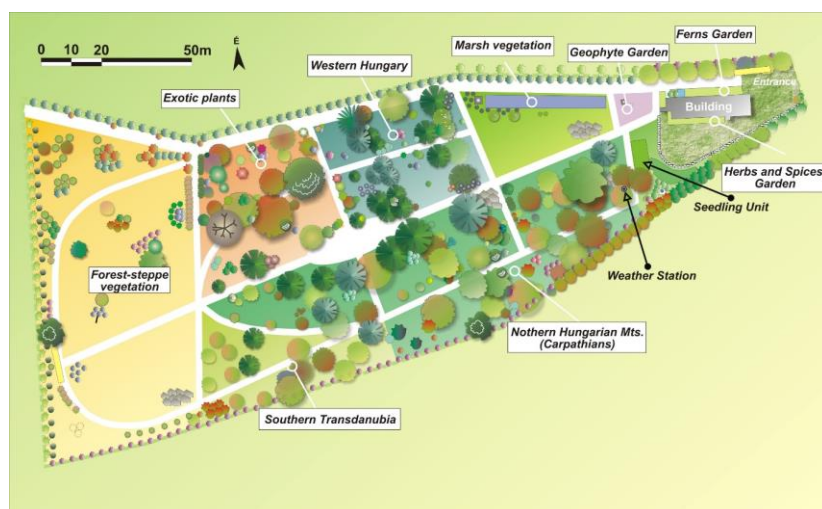 0 10 20 50m
É
Ferns Garden
Marsh vegetation
Geophyte Garden
Western Hungary
Exotic plants
Entrance
Building
Herbs and Spices
Garden
Seedling Unit
Forest-steppe
vegetation
Weather Station
Nothern Hungarian Mts.
(Carpathians)
Southern Transdanubia